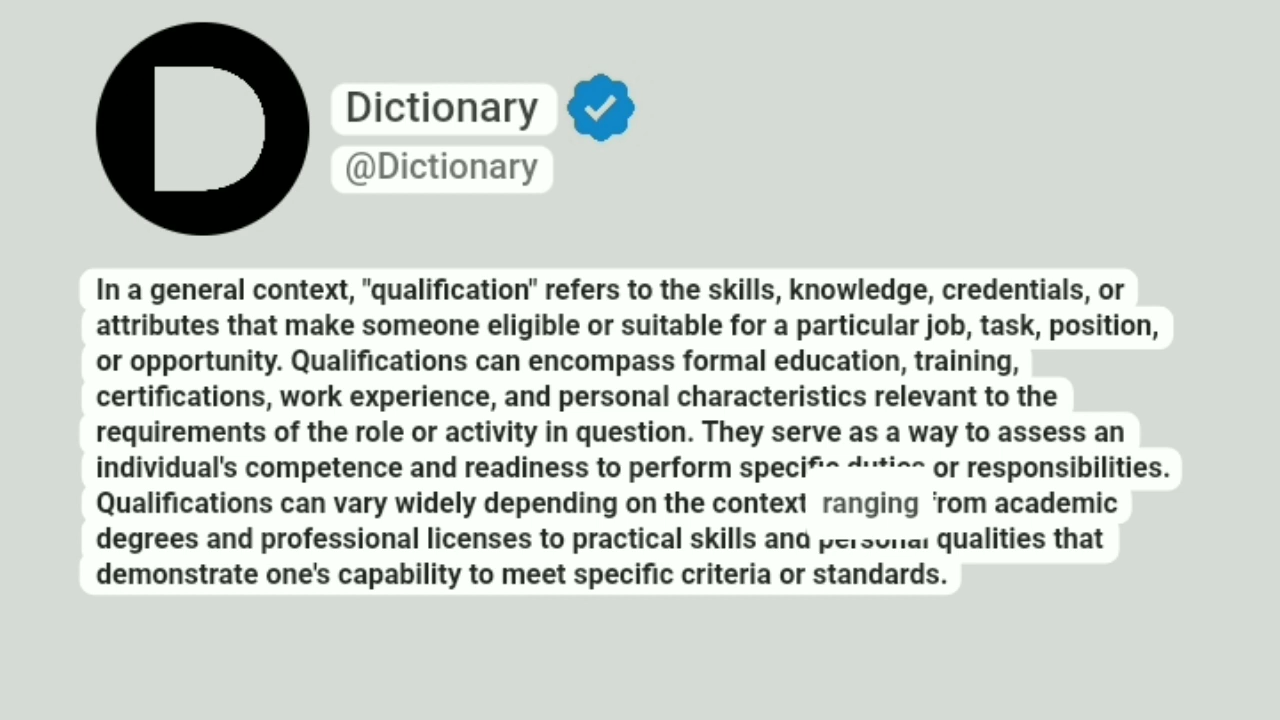 D
Dictionary
@Dictionary
In a general context, "qualification" refers to the skills, knowledge, credentials, or
attributes that make someone eligible or suitable for a particular job, task, position,
or opportunity. Qualifications can encompass formal education, training,
certifications, work experience, and personal characteristics relevant to the
requirements of the role or activity in question. They serve as a way to assess an
individual's competence and readiness to perform specific duties or responsibilities.
Qualifications can vary widely depending on the context ranging from academic
degrees and professional licenses to practical skills and personal qualities that
demonstrate one's capability to meet specific criteria or standards.